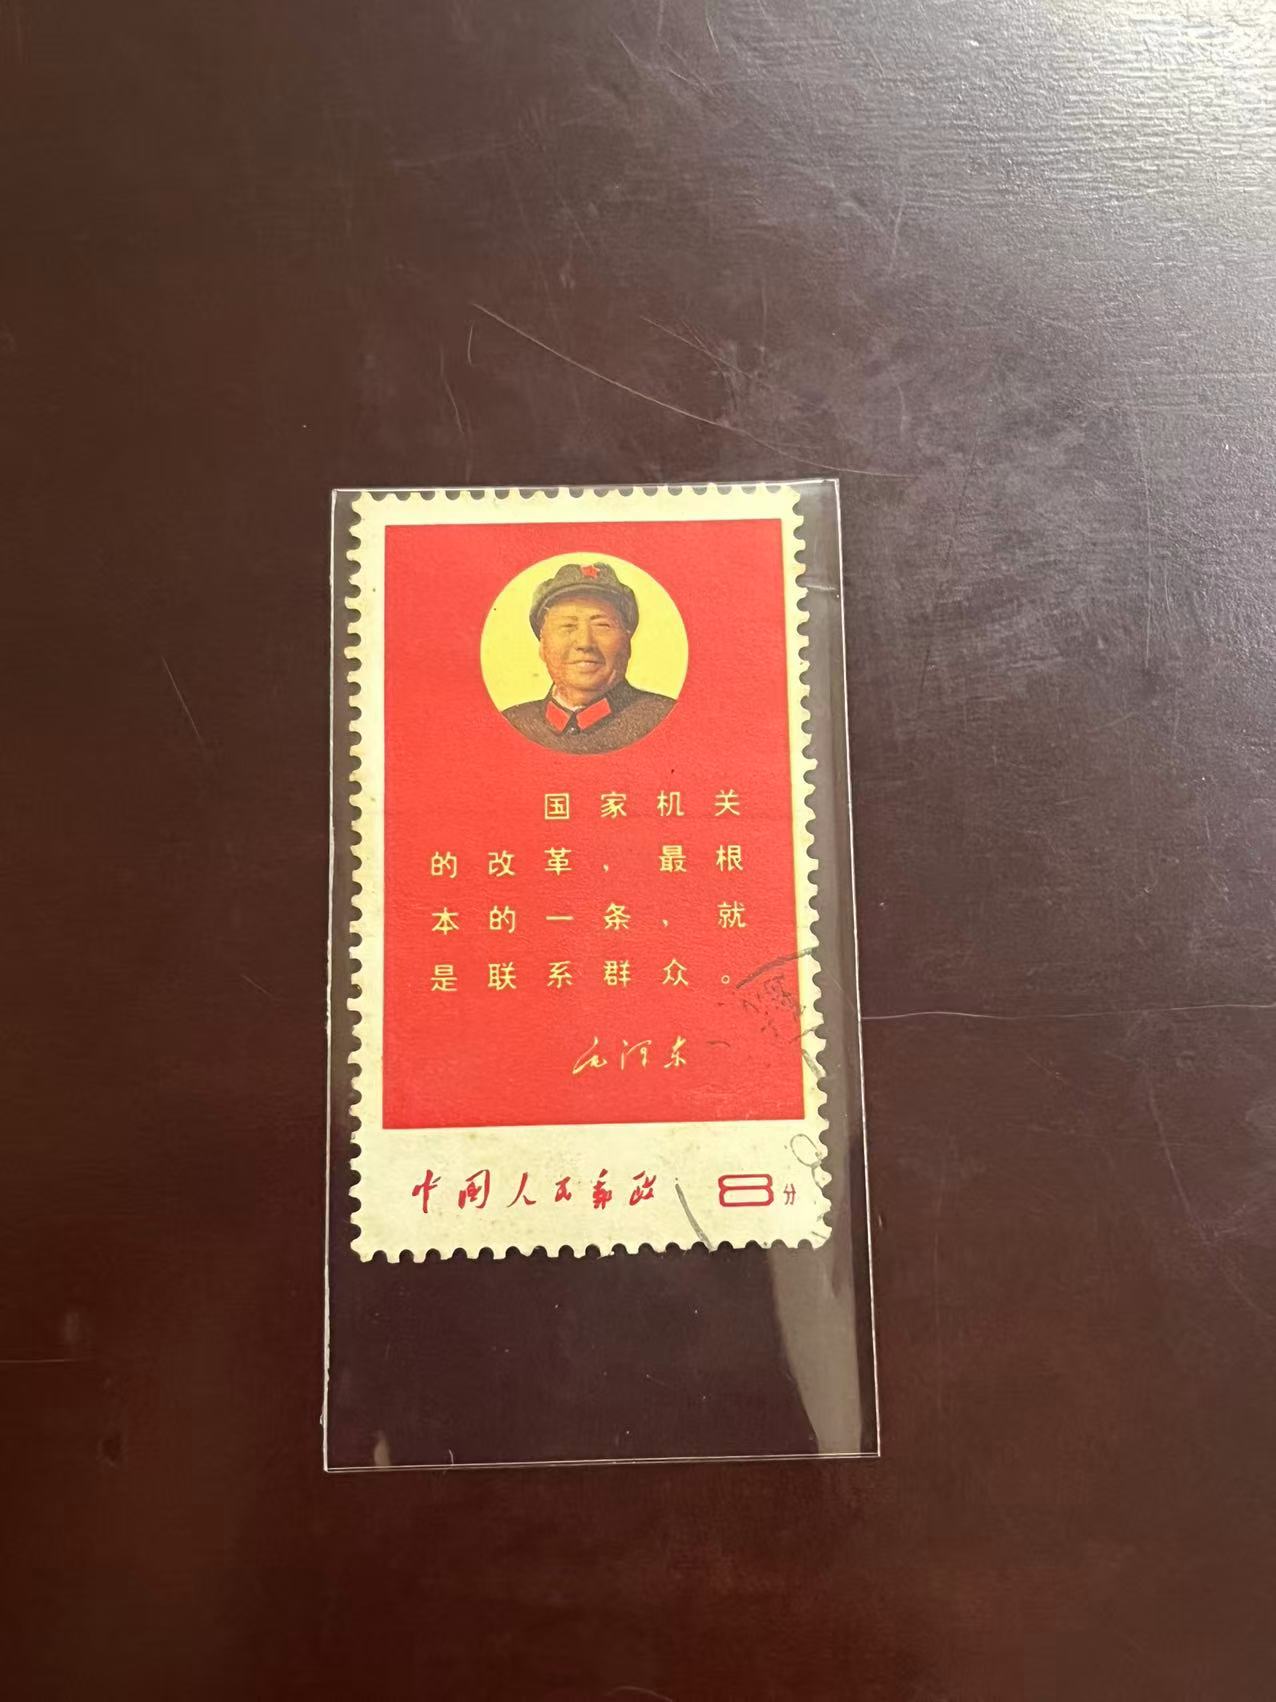 国家机关
的改革，最根
本的一条，就
是联系群众。
毛泽东
中国人民邮政 8分